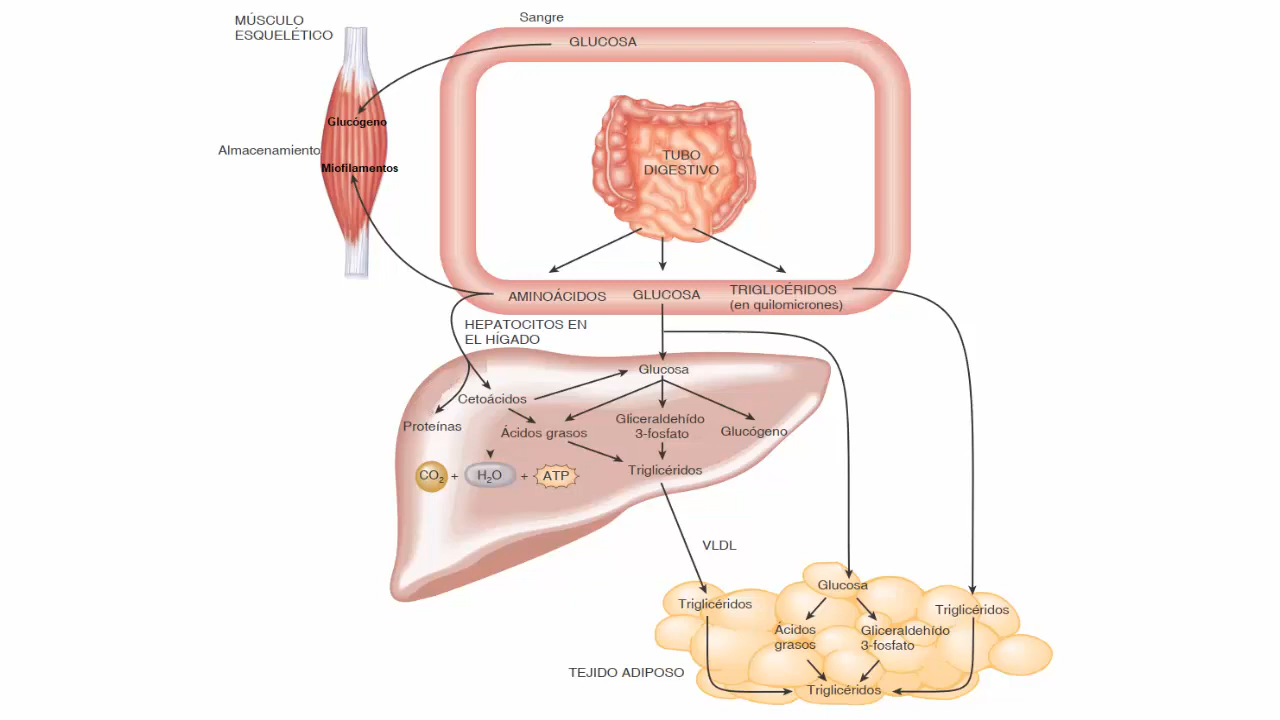 MÚSCULO
ESQUELÉTICO
Sangre
GLUCOSA
Glucógeno
Almacenamiento
Miofilamentos
TUBO
DIGESTIVO
AMINOÁCIDOS
GLUCOSA
TRIGLICÉRIDOS
(en quilomicrones)
HEPATOCITOS EN
EL HÍGADO
Glucosa
Cetoácidos
Proteínas
Ácidos grasos
Gliceraldehído
3-fosfato
Glucógeno
CO2 + H2O + ATP
Triglicéridos
VLDL
Glucosa
Triglicéridos
Triglicéridos
Ácidos
grasos
Gliceraldehído
3-fosfato
TEJIDO ADIPOSO
Triglicéridos